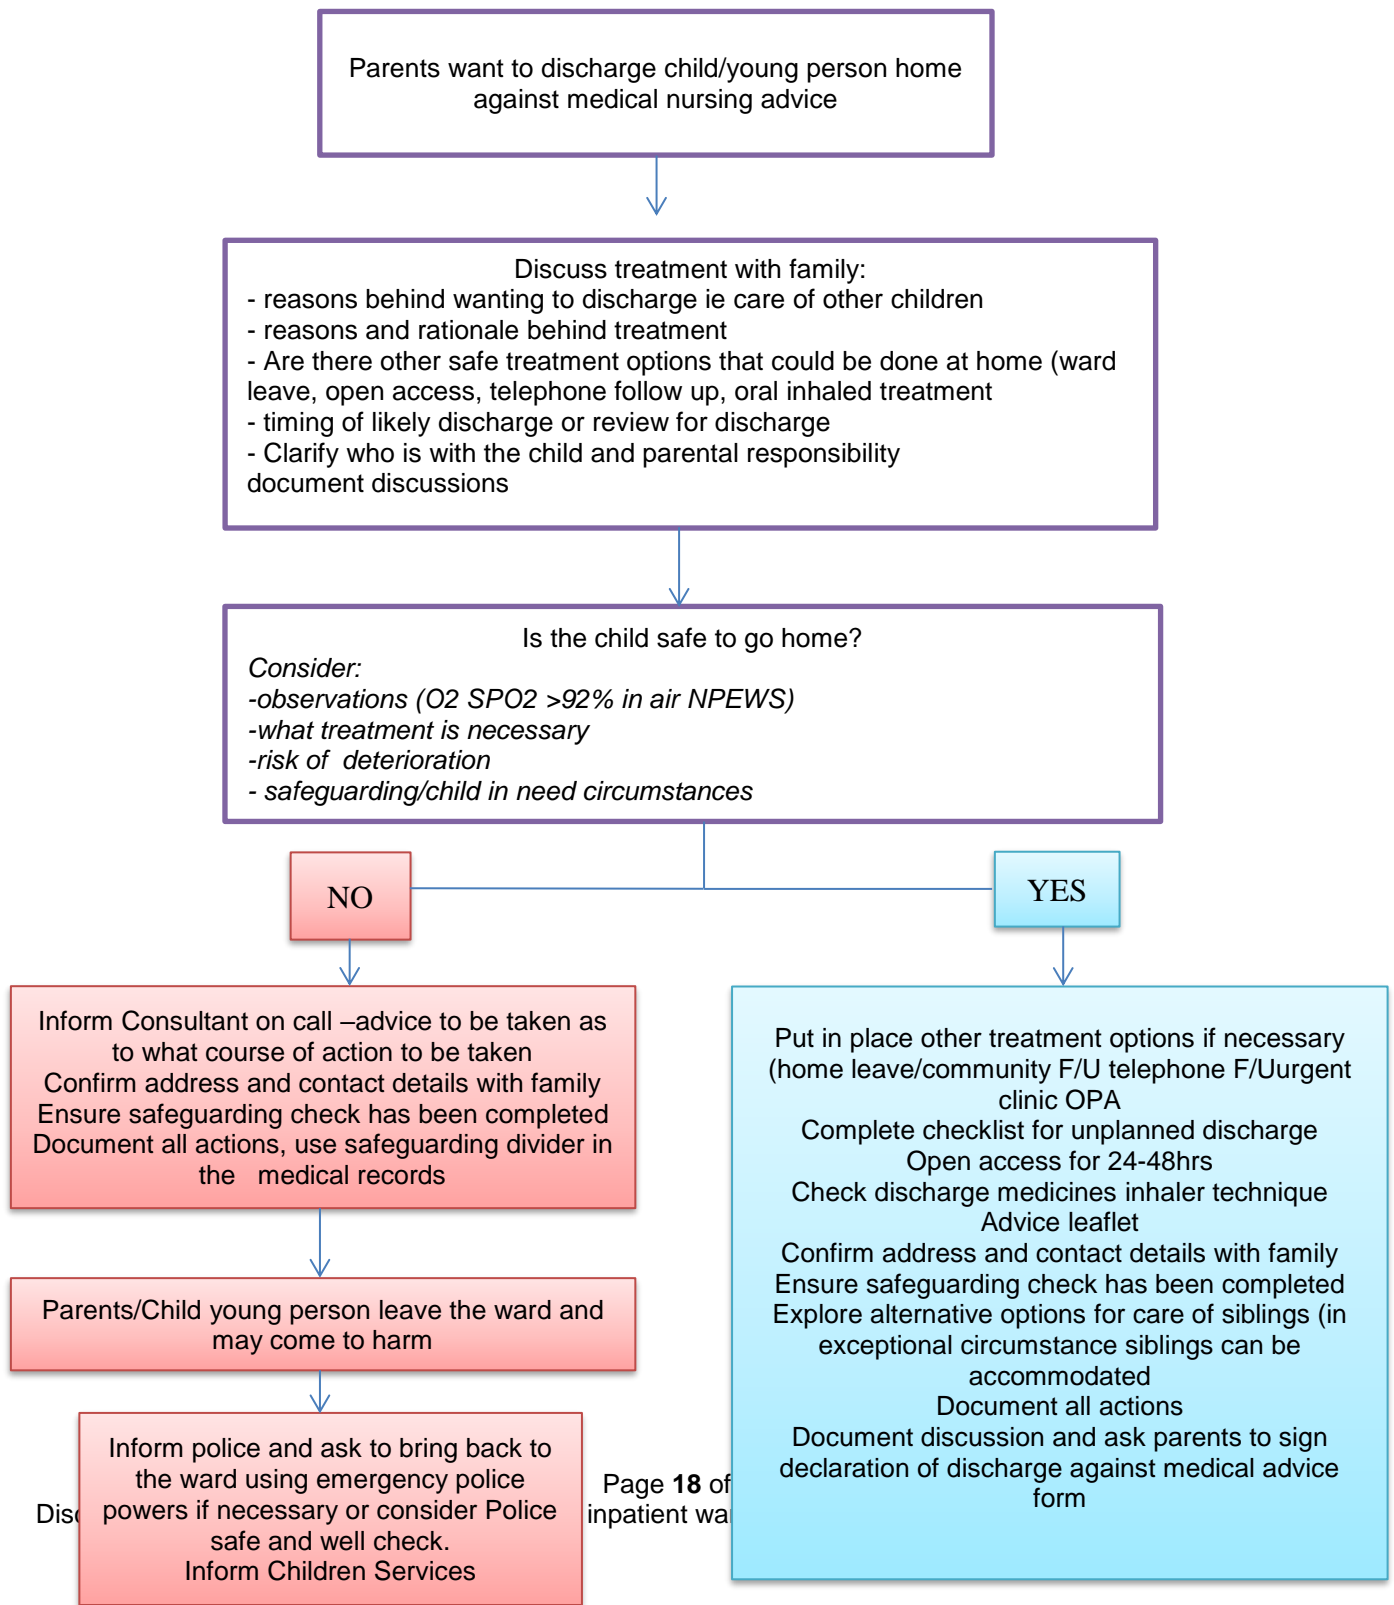 Parents want to discharge child/young person home
against medical nursing advice
Discuss treatment with family:
- reasons behind wanting to discharge ie care of other children
- reasons and rationale behind treatment
- Are there other safe treatment options that could be done at home (ward
leave, open access, telephone follow up, oral inhaled treatment
- timing of likely discharge or review for discharge
- Clarify who is with the child and parental responsibility
document discussions
Is the child safe to go home?
Consider:
-observations (O2 SPO2 >92% in air NPEWS)
-what treatment is necessary
-risk of  deterioration
- safeguarding/child in need circumstances
NO
YES
Inform Consultant on call –advice to be taken as
to what course of action to be taken
Confirm address and contact details with family
Ensure safeguarding check has been completed
Document all actions, use safeguarding divider in
the   medical records
Parents/Child young person leave the ward and
may come to harm
Inform police and ask to bring back to
the ward using emergency police
powers if necessary or consider Police
safe and well check.
Inform Children Services
Put in place other treatment options if necessary
(home leave/community F/U telephone F/Uurgent
clinic OPA
Complete checklist for unplanned discharge
Open access for 24-48hrs
Check discharge medicines inhaler technique
Advice leaflet
Confirm address and contact details with family
Ensure safeguarding check has been completed
Explore alternative options for care of siblings (in
exceptional circumstance siblings can be
accommodated
Document all actions
Document discussion and ask parents to sign
declaration of discharge against medical advice
form
Page 18 of
inpatient